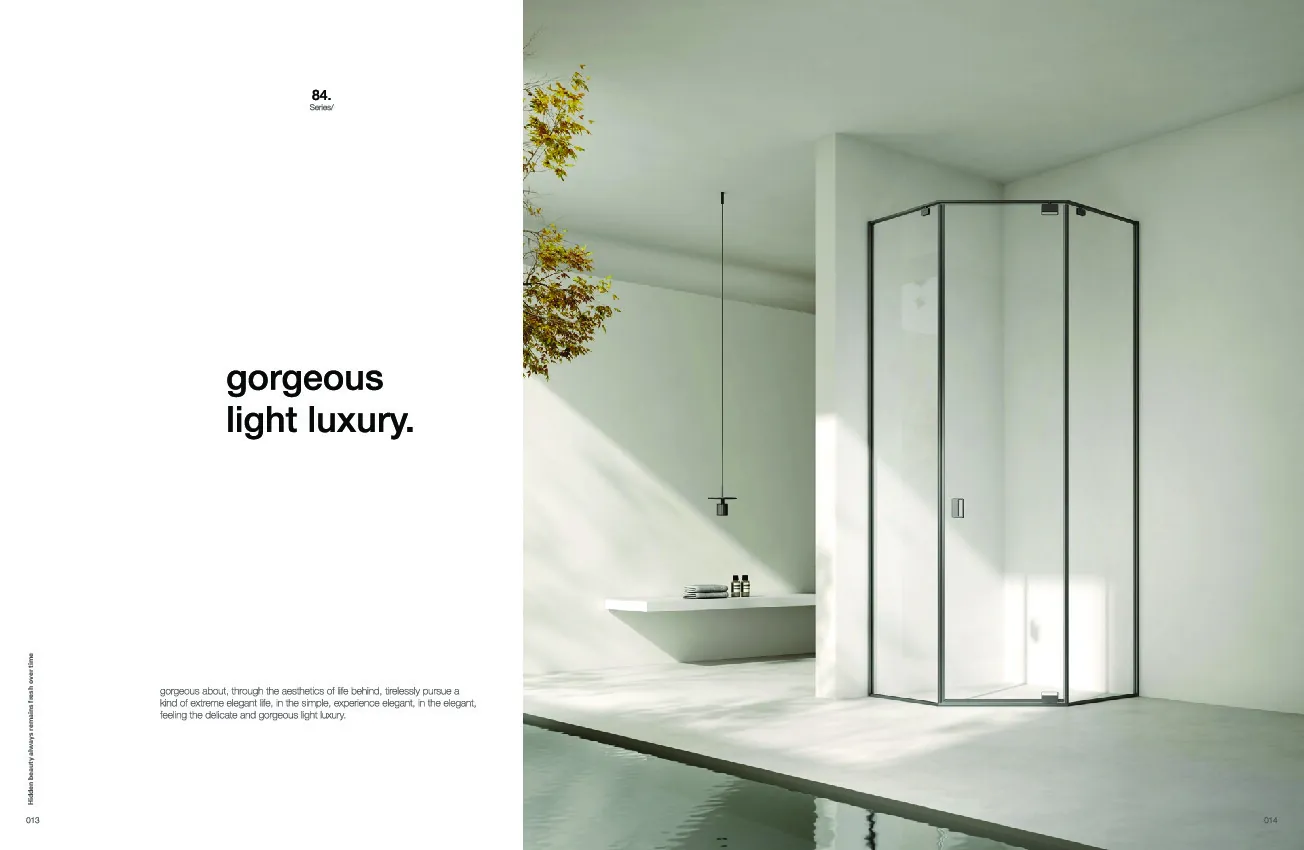 84.
Series/
gorgeous
light luxury.
gorgeous about, through the aesthetics of life behind, tirelessly pursue a
kind of extreme elegant life, in the simple, experience elegant, in the elegant,
feeling the delicate and gorgeous light luxury.
Hidden beauty always remains fresh over time
013
014